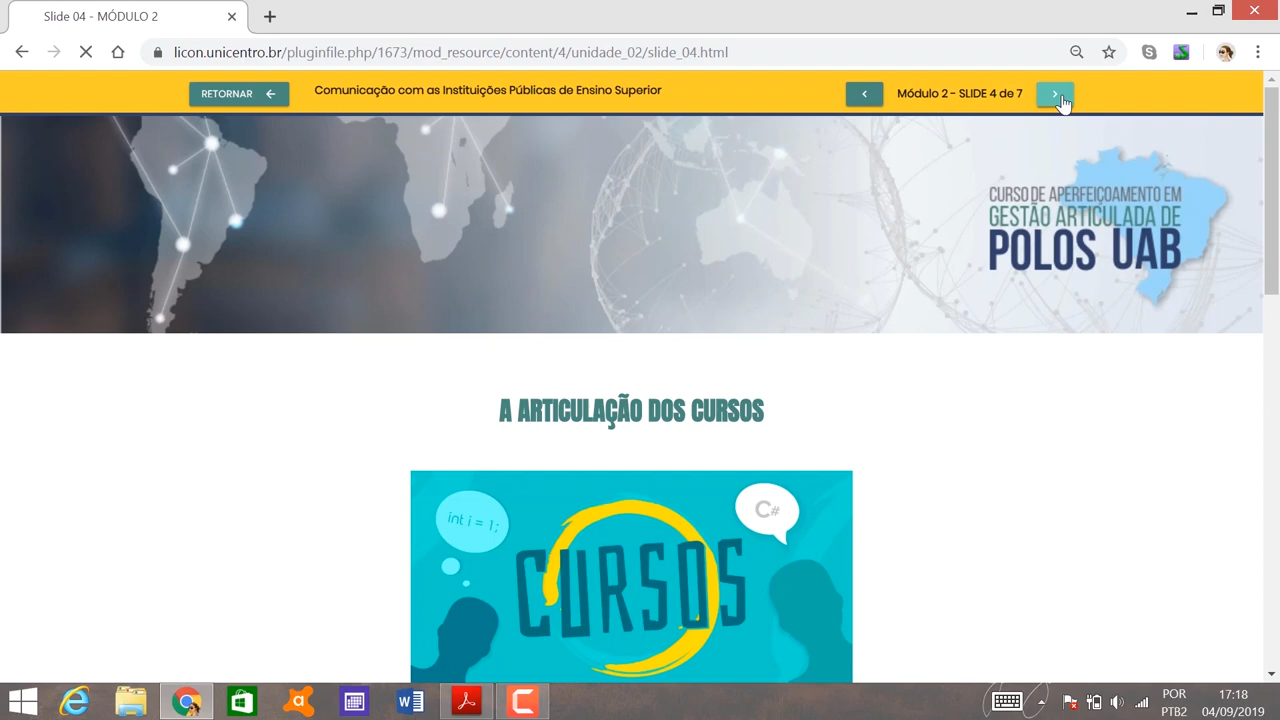 Slide 04 - MÓDULO 2
licon.unicentro.br/pluginfile.php/1673/mod_resource/content/4/unidade_02/slide_04.html
RETORNAR
Comunicação com as Instituições Públicas de Ensino Superior
Módulo 2 - SLIDE 4 de 7
CURSO DE APERFEIÇOAMENTO EM
GESTÃO ARTICULADA DE
POLOS UAB
A ARTICULAÇÃO DOS CURSOS
int i = 1;
C#
CURSOS
POR
PTB2
17:18
04/09/2019